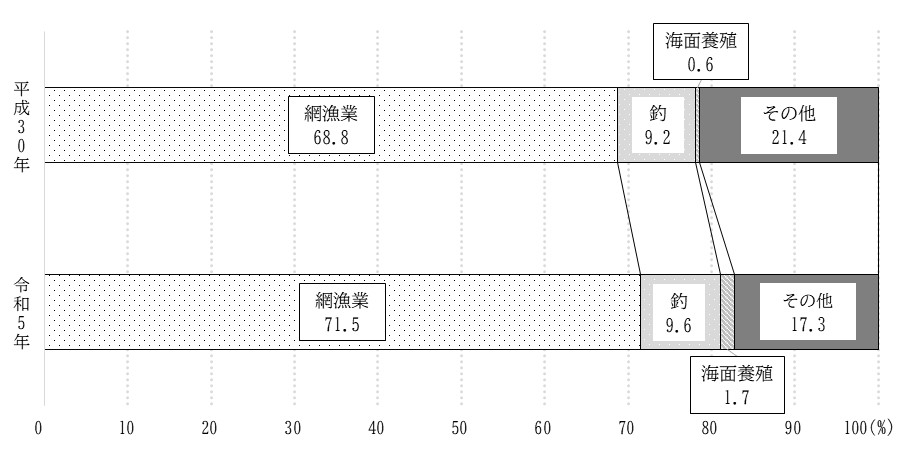 海面養殖
0.6
平成30年
網漁業
68.8
釣
9.2
その他
21.4
令和5年
網漁業
71.5
釣
9.6
その他
17.3
海面養殖
1.7
0 10 20 30 40 50 60 70 80 90 100(%)